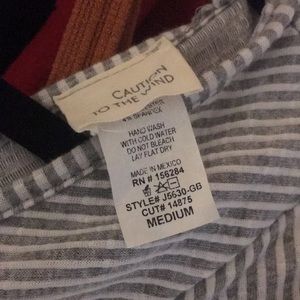 CAUTION
TO THE WIND
HAND WASH
WITH COLD WATER
DO NOT BLEACH
LAY FLAT DRY
MADE IN MEXICO
RN # 156284
STYLE# J5630-GB
CUT# 14875
MEDIUM